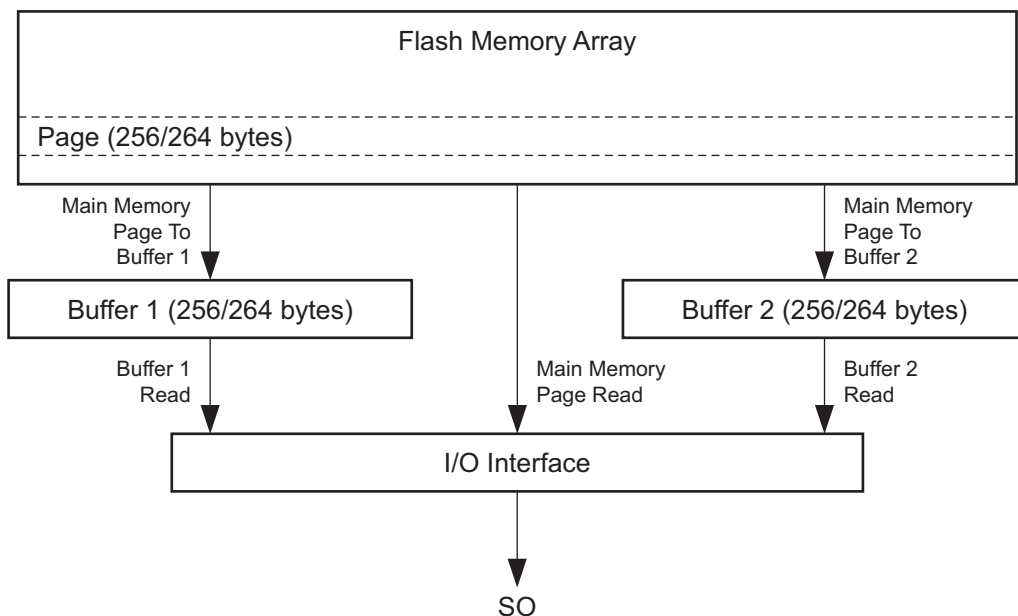 Flash Memory Array
Page (256/264 bytes)
Main Memory
Page To
Buffer 1
Main Memory
Page To
Buffer 2
Buffer 1 (256/264 bytes)
Buffer 2 (256/264 bytes)
Buffer 1
Read
Main Memory
Page Read
Buffer 2
Read
I/O Interface
SO